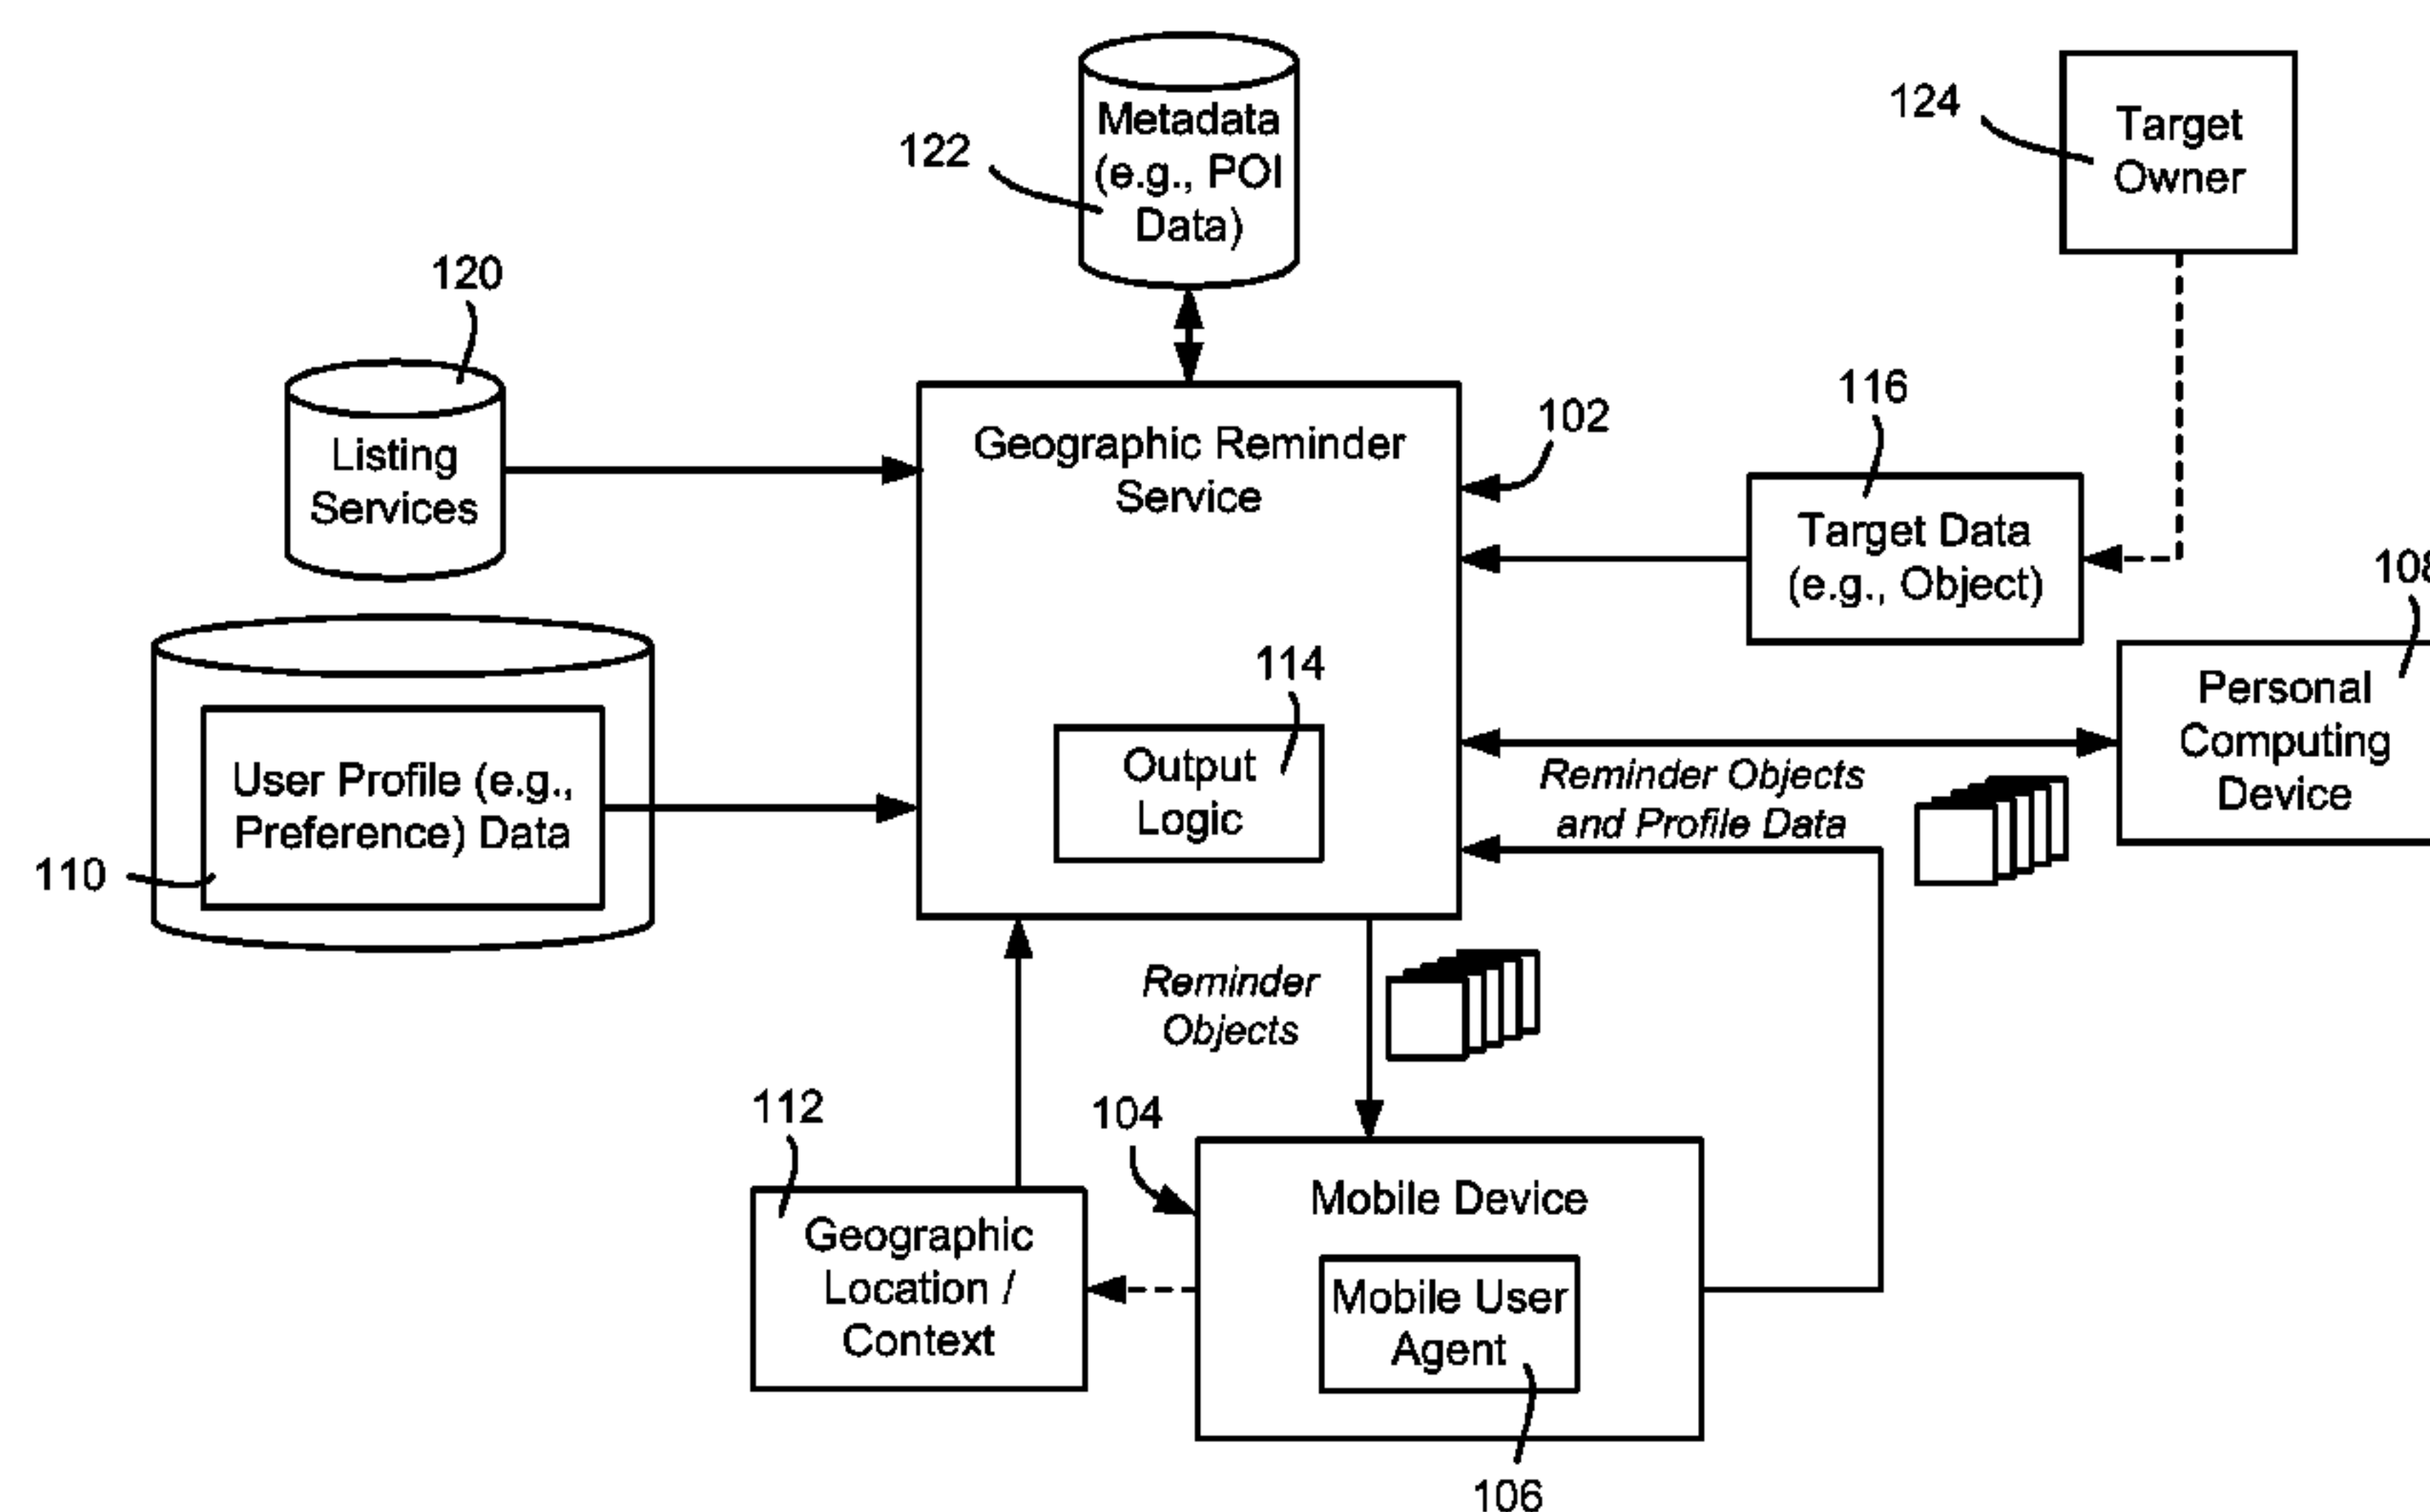 Metadata
(e.g., POI
Data)
122
124
Target
Owner
120
Listing
Services
Geographic Reminder
Service
102
116
Target Data
(e.g., Object)
108
Personal
Computing
Device
114
Output
Logic
User Profile (e.g.,
Preference) Data
110
Reminder Objects
and Profile Data
Reminder
Objects
112
Geographic
Location /
Context
104
Mobile Device
Mobile User
Agent
106